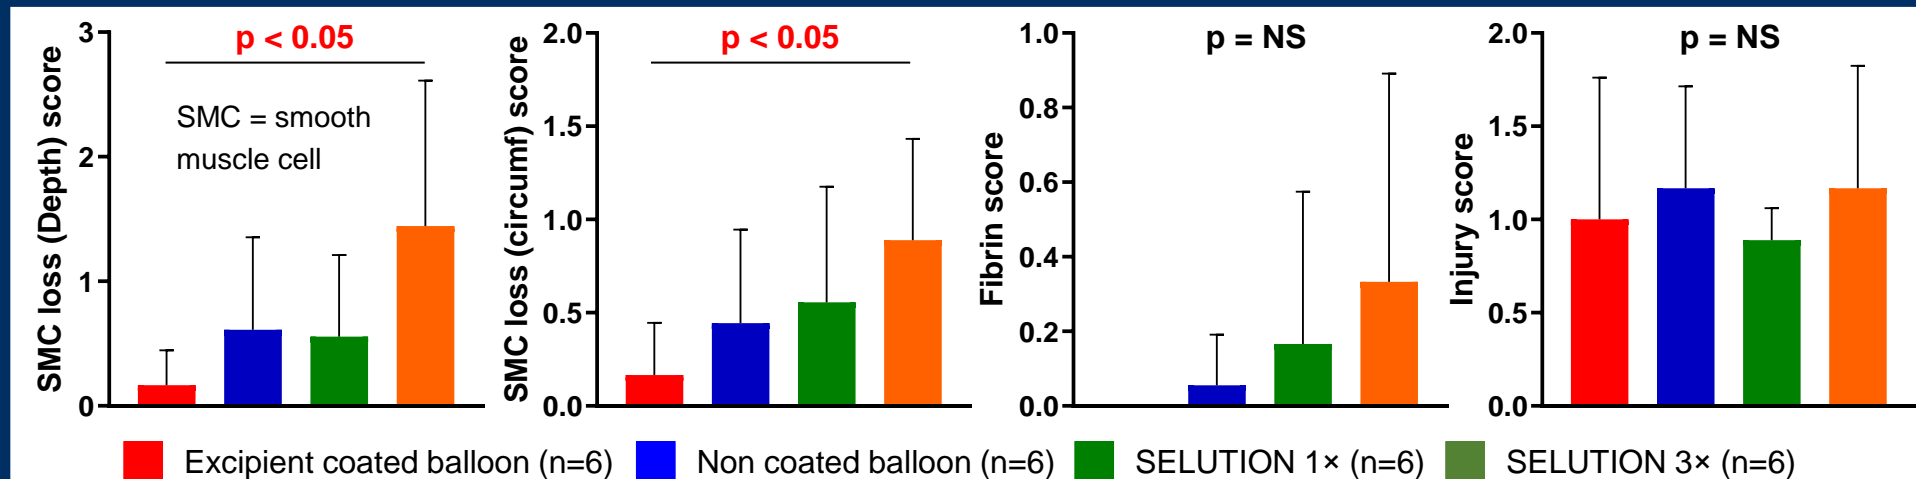 SMC loss (Depth) score
3
2
1
0
p < 0.05
SMC = smooth
muscle cell
SMC loss (circumf) score
2.0
1.5
1.0
0.5
0.0
p < 0.05
Fibrin score
1.0
0.8
0.6
0.4
0.2
0.0
p = NS
Injury score
2.0
1.5
1.0
0.5
0.0
p = NS
Excipient coated balloon (n=6)
Non coated balloon (n=6)
SELUTION 1× (n=6)
SELUTION 3× (n=6)